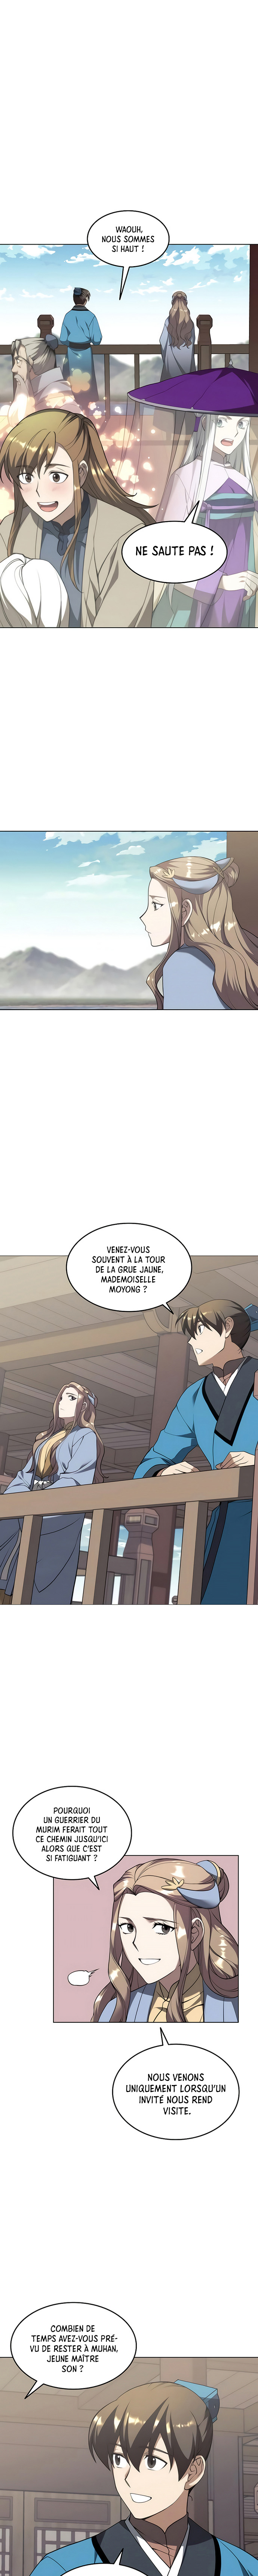 WAOUH,
NOUS SOMMES
SI HAUT !
NE SAUTE PAS !
VENEZ-VOUS
SOUVENT À LA TOUR
DE LA GRUE JAUNE,
MADEMOISELLE
MOYONG ?
POURQUOI
UN GUERRIER DU
MURIM FERAIT TOUT
CE CHEMIN JUSQU'ICI
ALORS QUE C'EST
SI FATIGUANT ?
NOUS VENONS
UNIQUEMENT LORSQU'UN
INVITÉ NOUS REND
VISITE.
COMBIEN DE
TEMPS AVEZ-VOUS PRÉ-
VU DE RESTER À MUHAN,
JEUNE MAÎTRE
SON ?